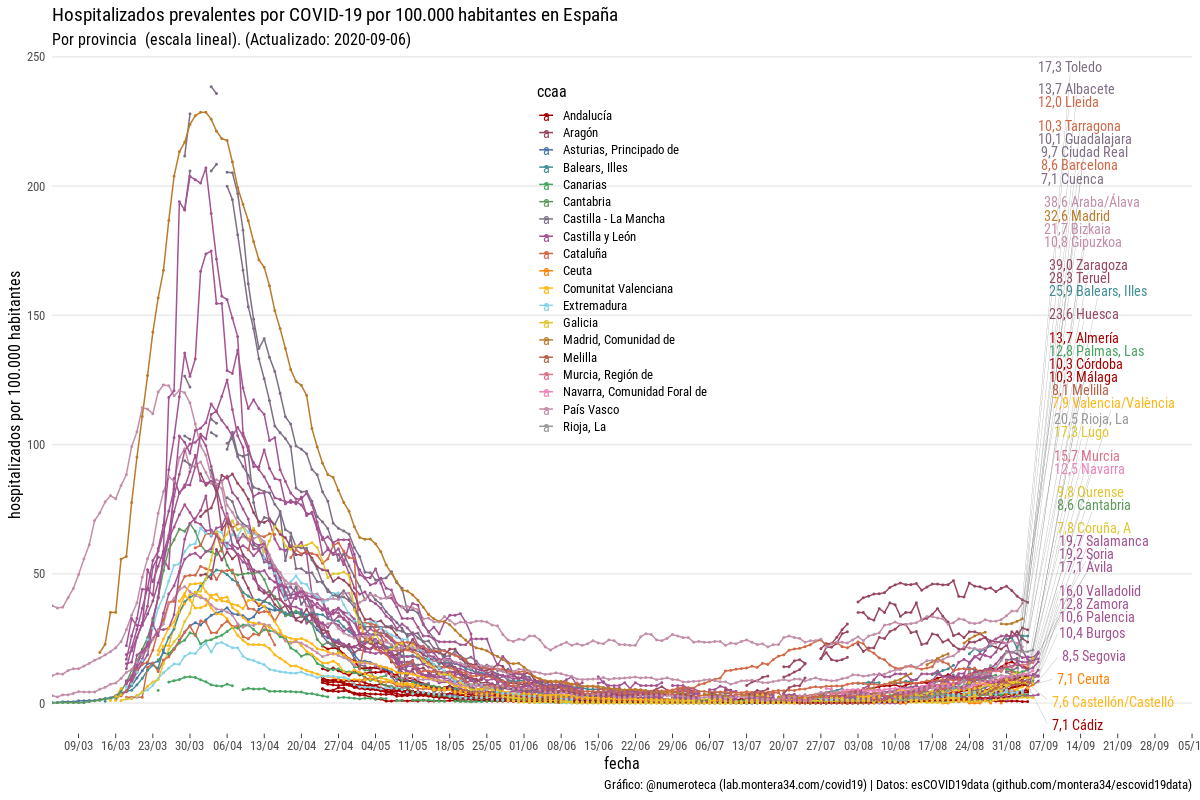 Hospitalizados prevalentes por COVID-19 por 100.000 habitantes en España
Por provincia (escala lineal). (Actualizado: 2020-09-06)
250
200
150
100
50
0
hospitalizados por 100.000 habitantes
ccaa
Andalucía
Aragón
Asturias, Principado de
Balears, Illes
Canarias
Cantabria
Castilla - La Mancha
Castilla y León
Cataluña
Ceuta
Comunitat Valenciana
Extremadura
Galicia
Madrid, Comunidad de
Melilla
Murcia, Región de
Navarra, Comunidad Foral de
País Vasco
Rioja, La
17,3 Toledo
13,7 Albacete
12,0 Lleida
10,3 Tarragona
10,1 Guadalajara
9,7 Ciudad Real
8,6 Barcelona
7,1 Cuenca
38,6 Araba/Álava
32,6 Madrid
21,7 Bizkaia
10,8 Gipuzkoa
39,0 Zaragoza
28,3 Teruel
25,9 Balears, Illes
23,6 Huesca
13,7 Almería
12,8 Palmas, Las
10,3 Córdoba
10,3 Málaga
8,1 Melilla
7,9 Valencia/València
20,5 Rioja, La
17,3 Lugo
15,7 Murcia
12,5 Navarra
9,8 Ourense
8,6 Cantabria
7,8 Coruña, A
19,7 Salamanca
19,2 Soria
17,1 Ávila
16,0 Valladolid
12,8 Zamora
10,6 Palencia
10,4 Burgos
8,5 Segovia
7,1 Ceuta
7,6 Castellón/Castelló
7,1 Cádiz
09/03 16/03 23/03 30/03 06/04 13/04 20/04 27/04 04/05 11/05 18/05 25/05 01/06 08/06 15/06 22/06 29/06 06/07 13/07 20/07 27/07 03/08 10/08 17/08 24/08 31/08 07/09 14/09 21/09 28/09 05/1
fecha
Gráfico: @numeroteca (lab.montera34.com/covid19) | Datos: esCOVID19data (github.com/montera34/escovid19data)